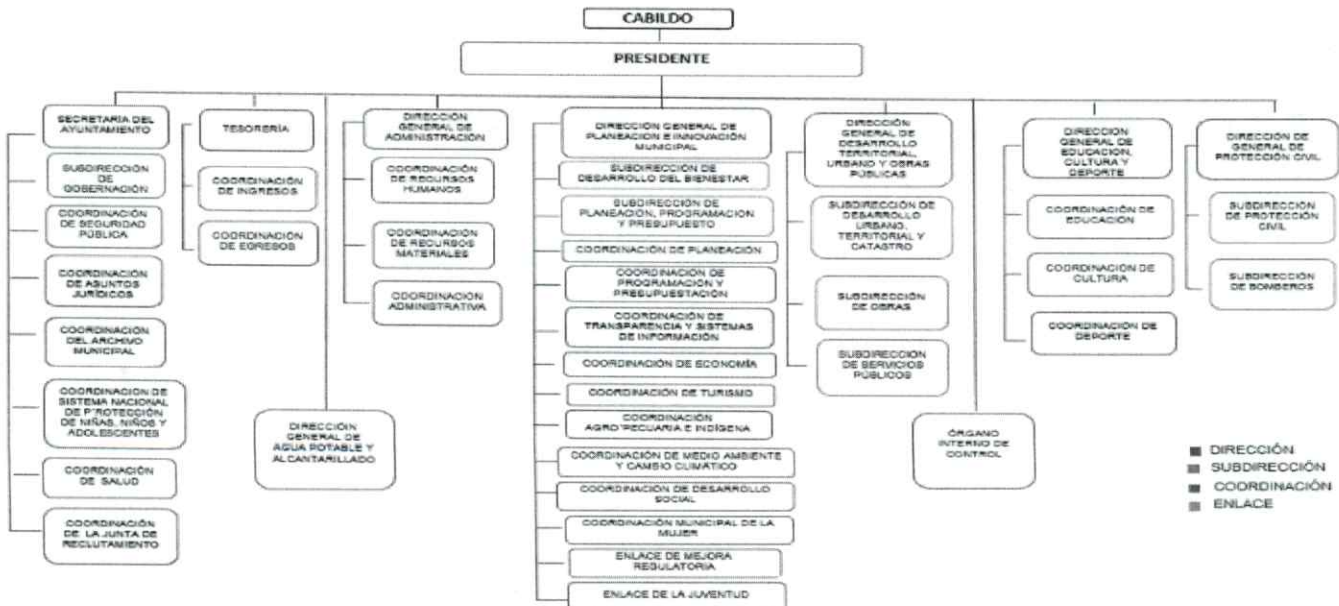 CABILDO
PRESIDENTE
SECRETARIA DEL
AYUNTAMIENTO
SUBDIRECCIÓN
DE
GOBERNACIÓN
COORDINACIÓN
DE SEGURIDAD
PÚBLICA
COORDINACIÓN
DE ASUNTOS
JURÍDICOS
COORDINACIÓN
DEL ARCHIVO
MUNICIPAL
COORDINACIÓN DE
SISTEMA NACIONAL
DE PROTECCIÓN
DE NIÑAS, NIÑOS Y
ADOLESCENTES
COORDINACIÓN
DE SALUD
COORDINACIÓN
DE LA JUNTA DE
RECLUTAMIENTO
TESORERÍA
COORDINACIÓN
DE INGRESOS
COORDINACIÓN
DE EGRESOS
DIRECCIÓN
GENERAL DE
AGUA POTABLE Y
ALCANTARILLADO
DIRECCIÓN
GENERAL DE
ADMINISTRACIÓN
COORDINACIÓN
DE RECURSOS
HUMANOS
COORDINACIÓN
DE RECURSOS
MATERIALES
COORDINACIÓN
ADMINISTRATIVA
DIRECCIÓN GENERAL DE
PLANEACIÓN E INNOVACIÓN
MUNICIPAL
SUBDIRECCIÓN DE
DESARROLLO DEL BIENESTAR
SUBDIRECCIÓN DE
PLANEACIÓN, PROGRAMACIÓN
Y PRESUPUESTO
COORDINACIÓN DE PLANEACIÓN
COORDINACIÓN DE
PROGRAMACIÓN Y
PRESUPUESTACIÓN
COORDINACIÓN DE
TRANSPARENCIA Y SISTEMAS
DE INFORMACIÓN
COORDINACIÓN DE ECONOMÍA
COORDINACIÓN DE TURISMO
COORDINACIÓN
AGROPECUARIA E INDÍGENA
COORDINACIÓN DE MEDIO AMBIENTE
Y CAMBIO CLIMÁTICO
COORDINACIÓN DE DESARROLLO
SOCIAL
COORDINACIÓN MUNICIPAL DE LA
MUJER
ENLACE DE MEJORA
REGULATORIA
ENLACE DE LA JUVENTUD
DIRECCIÓN
GENERAL DE
DESARROLLO
TERRITORIAL,
URBANO Y OBRAS
PÚBLICAS
SUBDIRECCIÓN DE
DESARROLLO
URBANO,
TERRITORIAL Y
CATASTRO
SUBDIRECCIÓN
DE OBRAS
SUBDIRECCIÓN
DE SERVICIOS
PÚBLICOS
ÓRGANO
INTERNO DE
CONTROL
DIRECCIÓN
GENERAL DE
EDUCACIÓN,
CULTURA Y
DEPORTE
COORDINACIÓN DE
EDUCACIÓN
COORDINACIÓN DE
CULTURA
COORDINACIÓN DE
DEPORTE
DIRECCIÓN DE
GENERAL DE
PROTECCIÓN CIVIL
SUBDIRECCIÓN
DE PROTECCIÓN
CIVIL
SUBDIRECCIÓN
DE BOMBEROS
DIRECCIÓN
SUBDIRECCIÓN
COORDINACIÓN
ENLACE